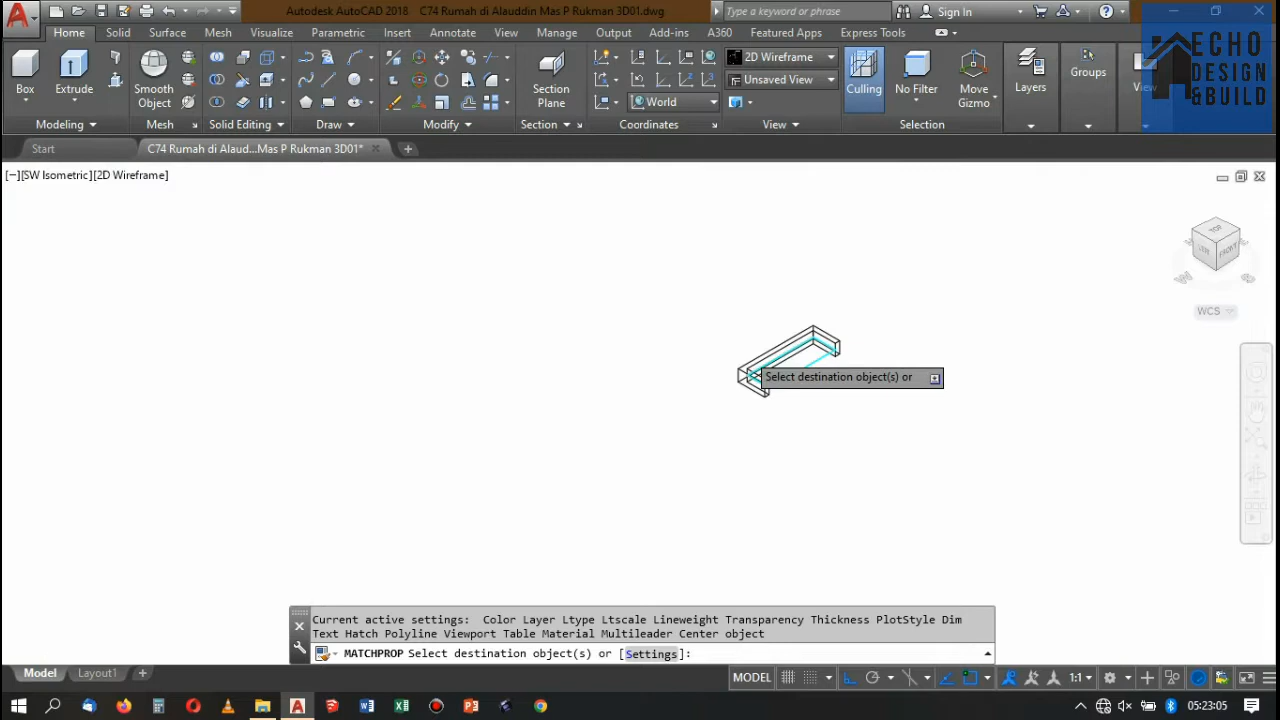 Autodesk AutoCAD 2018 C74 Rumah di Alauddin Mas P Rukman 3D01.dwg
Type a keyword or phrase
Sign In
Home Solid Surface Mesh Visualize Parametric Insert Annotate View Manage Output Add-ins A360 Featured Apps Express Tools
ECHO
DESIGN
&BUILD
2D Wireframe
Unsaved View
World
Box
Extrude
Smooth
Object
Section
Plane
Culling
No Filter
Move
Gizmo
Layers
Groups
View
Modeling
Mesh
Solid Editing
Draw
Modify
Section
Coordinates
View
Selection
Start
C74 Rumah di Alaud...Mas P Rukman 3D01*
[−][SW Isometric][2D Wireframe]
TOP
FRONT
WCS
Select destination object(s) or
Current active settings: Color Layer Ltype Ltscale Lineweight Transparency Thickness PlotStyle Dim
Text Hatch Polyline Viewport Table Material Multileader Center object
MATCHPROP Select destination object(s) or [Settings]:
Model
Layout1
MODEL
1:1
05:23:05